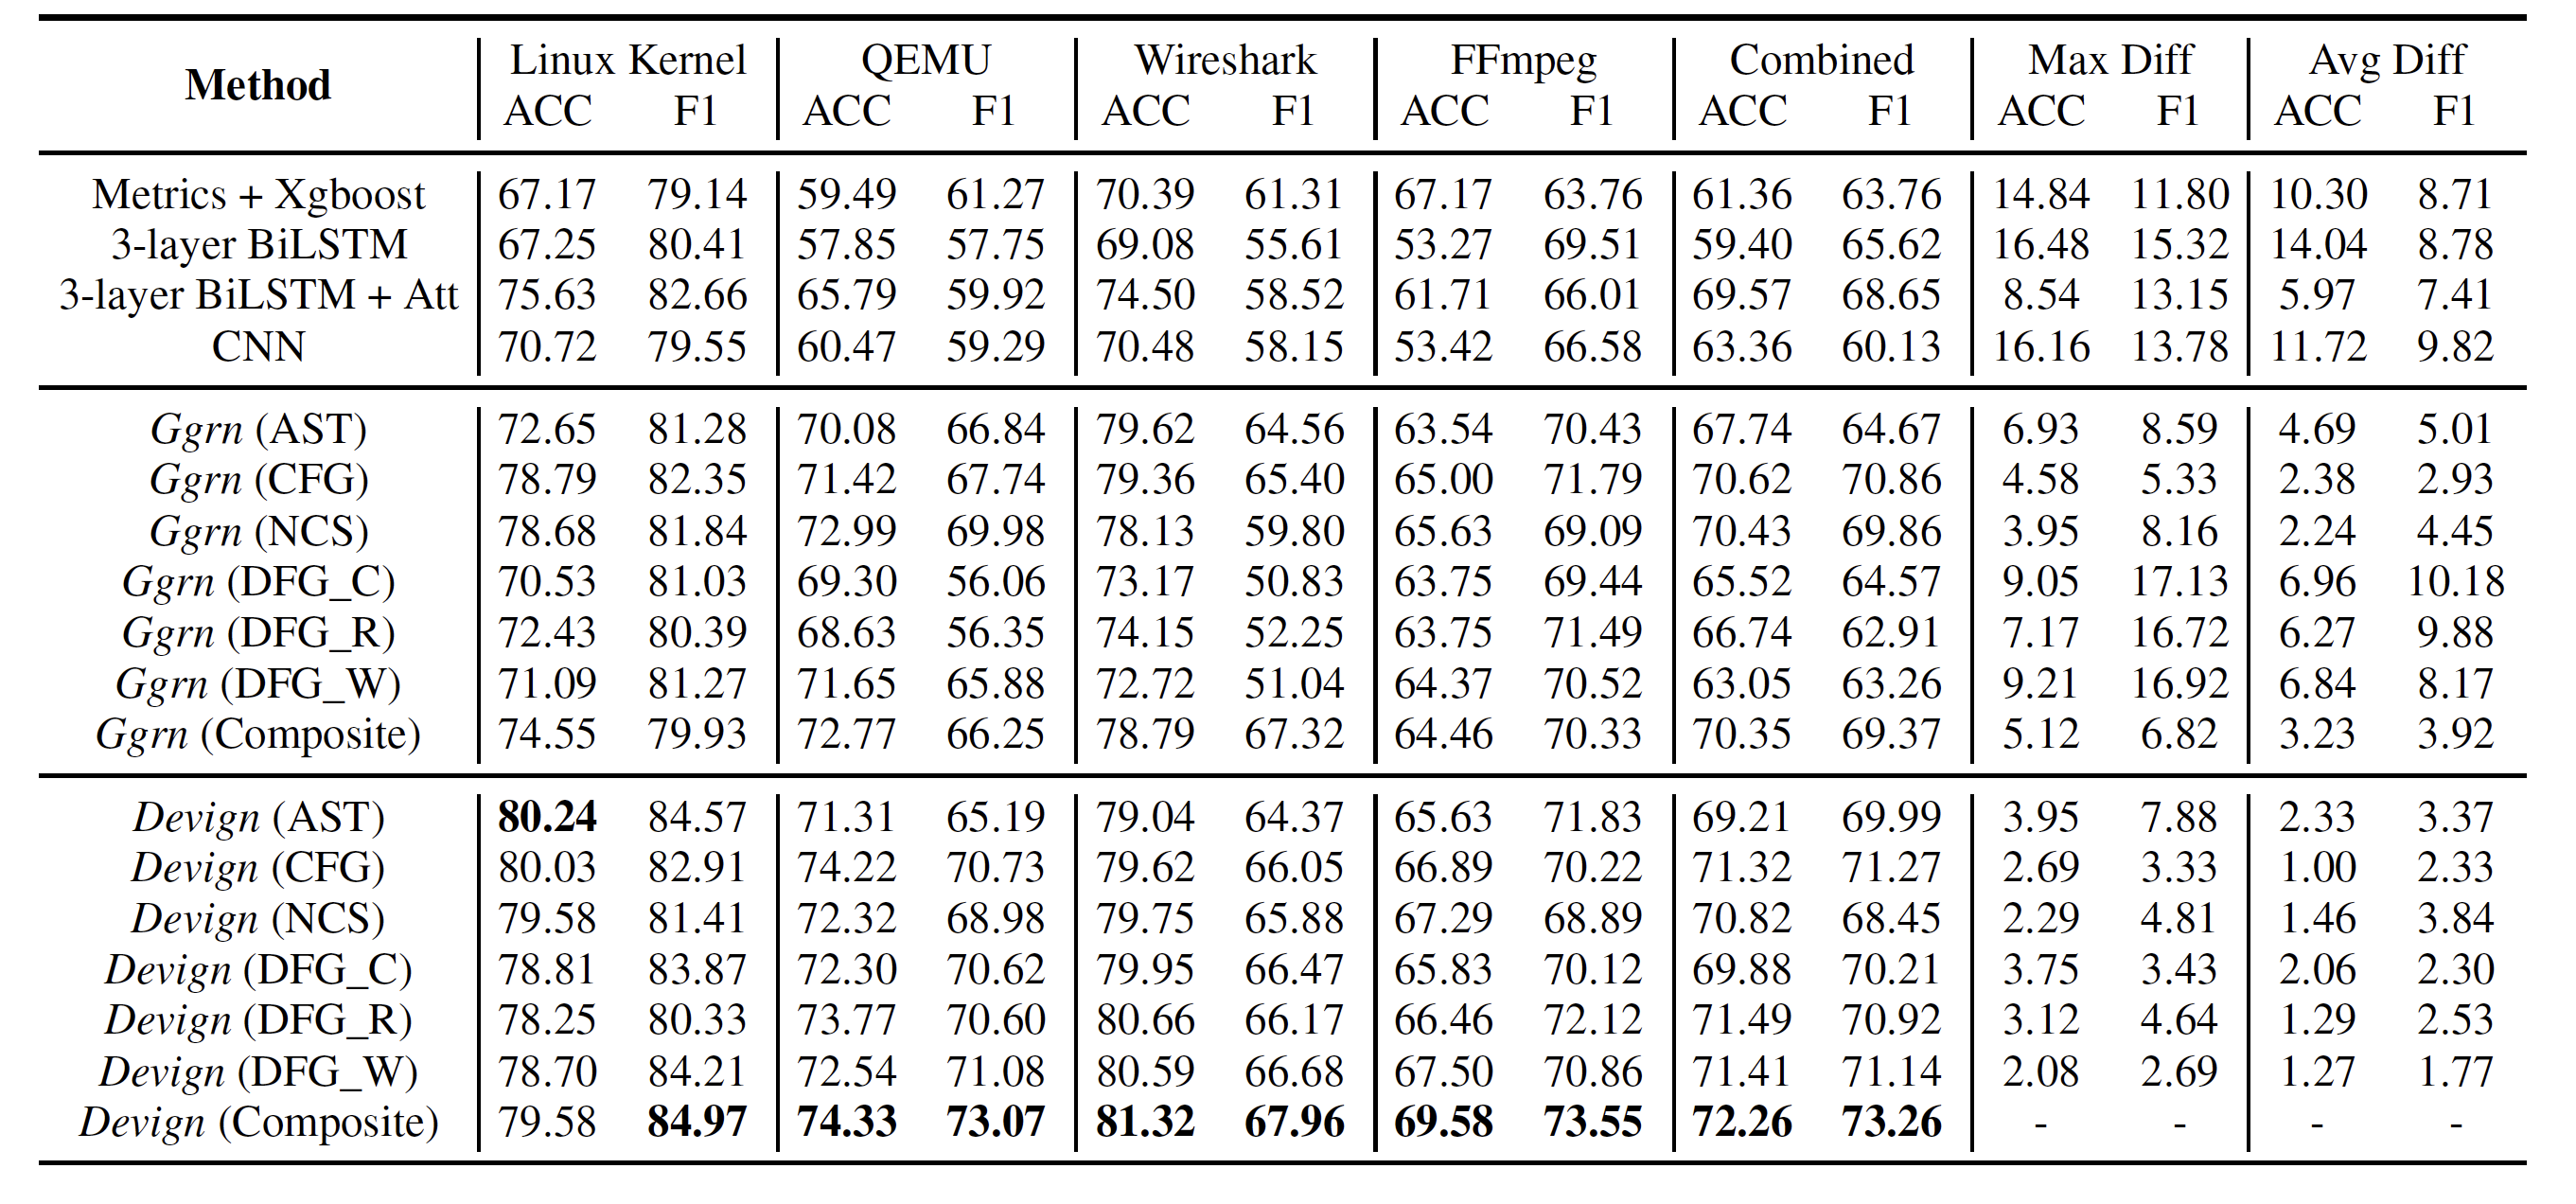 Method Linux Kernel QEMU Wireshark FFmpeg Combined Max Diff Avg Diff
ACC F1 ACC F1 ACC F1 ACC F1 ACC F1 ACC F1 ACC F1
Metrics + Xgboost 67.17 79.14 59.49 61.27 70.39 61.31 67.17 63.76 61.36 63.76 14.84 11.80 10.30 8.71
3-layer BiLSTM 67.25 80.41 57.85 57.75 69.08 55.61 53.27 69.51 59.40 65.62 16.48 15.32 14.04 8.78
3-layer BiLSTM + Att 75.63 82.66 65.79 59.92 74.50 58.52 61.71 66.01 69.57 68.65 8.54 13.15 5.97 7.41
CNN 70.72 79.55 60.47 59.29 70.48 58.15 53.42 66.58 63.36 60.13 16.16 13.78 11.72 9.82
Ggrn (AST) 72.65 81.28 70.08 66.84 79.62 64.56 63.54 70.43 67.74 64.67 6.93 8.59 4.69 5.01
Ggrn (CFG) 78.79 82.35 71.42 67.74 79.36 65.40 65.00 71.79 70.62 70.86 4.58 5.33 2.38 2.93
Ggrn (NCS) 78.68 81.84 72.99 69.98 78.13 59.80 65.63 69.09 70.43 69.86 3.95 8.16 2.24 4.45
Ggrn (DFG_C) 70.53 81.03 69.30 56.06 73.17 50.83 63.75 69.44 65.52 64.57 9.05 17.13 6.96 10.18
Ggrn (DFG_R) 72.43 80.39 68.63 56.35 74.15 52.25 63.75 71.49 66.74 62.91 7.17 16.72 6.27 9.88
Ggrn (DFG_W) 71.09 81.27 71.65 65.88 72.72 51.04 64.37 70.52 63.05 63.26 9.21 16.92 6.84 8.17
Ggrn (Composite) 74.55 79.93 72.77 66.25 78.79 67.32 64.46 70.33 70.35 69.37 5.12 6.82 3.23 3.92
Devign (AST) 80.24 84.57 71.31 65.19 79.04 64.37 65.63 71.83 69.21 69.99 3.95 7.88 2.33 3.37
Devign (CFG) 80.03 82.91 74.22 70.73 79.62 66.05 66.89 70.22 71.32 71.27 2.69 3.33 1.00 2.33
Devign (NCS) 79.58 81.41 72.32 68.98 79.75 65.88 67.29 68.89 70.82 68.45 2.29 4.81 1.46 3.84
Devign (DFG_C) 78.81 83.87 72.30 70.62 79.95 66.47 65.83 70.12 69.88 70.21 3.75 3.43 2.06 2.30
Devign (DFG_R) 78.25 80.33 73.77 70.60 80.66 66.17 66.46 72.12 71.49 70.92 3.12 4.64 1.29 2.53
Devign (DFG_W) 78.70 84.21 72.54 71.08 80.59 66.68 67.50 70.86 71.41 71.14 2.08 2.69 1.27 1.77
Devign (Composite) 79.58 84.97 74.33 73.07 81.32 67.96 69.58 73.55 72.26 73.26 - - - -